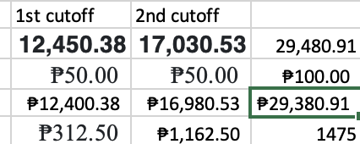 1st cutoff 2nd cutoff
12,450.38 17,030.53 29,480.91
₱50.00 ₱50.00 ₱100.00
₱12,400.38 ₱16,980.53 ₱29,380.91
₱312.50 ₱1,162.50 1475